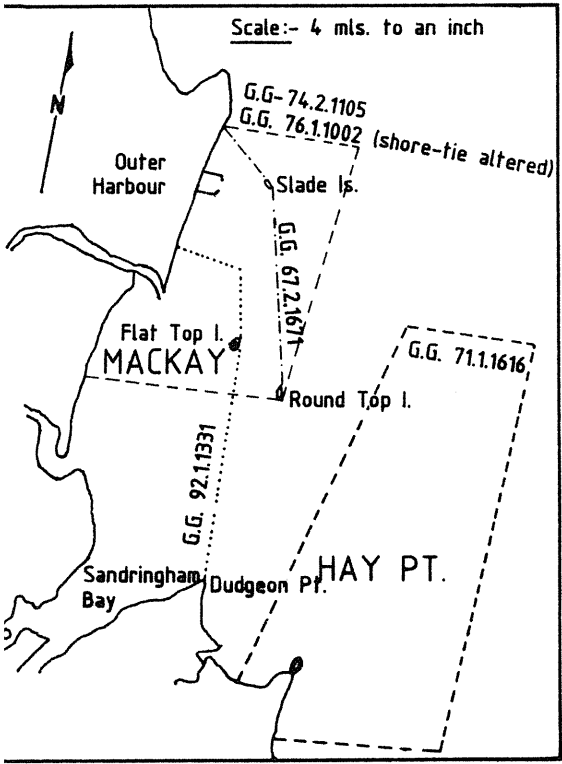 Scale:- 4 mls. to an inch
N
G.G-74.2.1105
G.G. 76.1.1002 (shore-tie altered)
Outer
Harbour
Slade Is.
G.G. 67.2.1671
Flat Top I.
MACKAY
G.G. 71.1.1616
Round Top I.
G.G. 92.1.1331
HAY PT.
Sandringham
Bay
Dudgeon Pt.